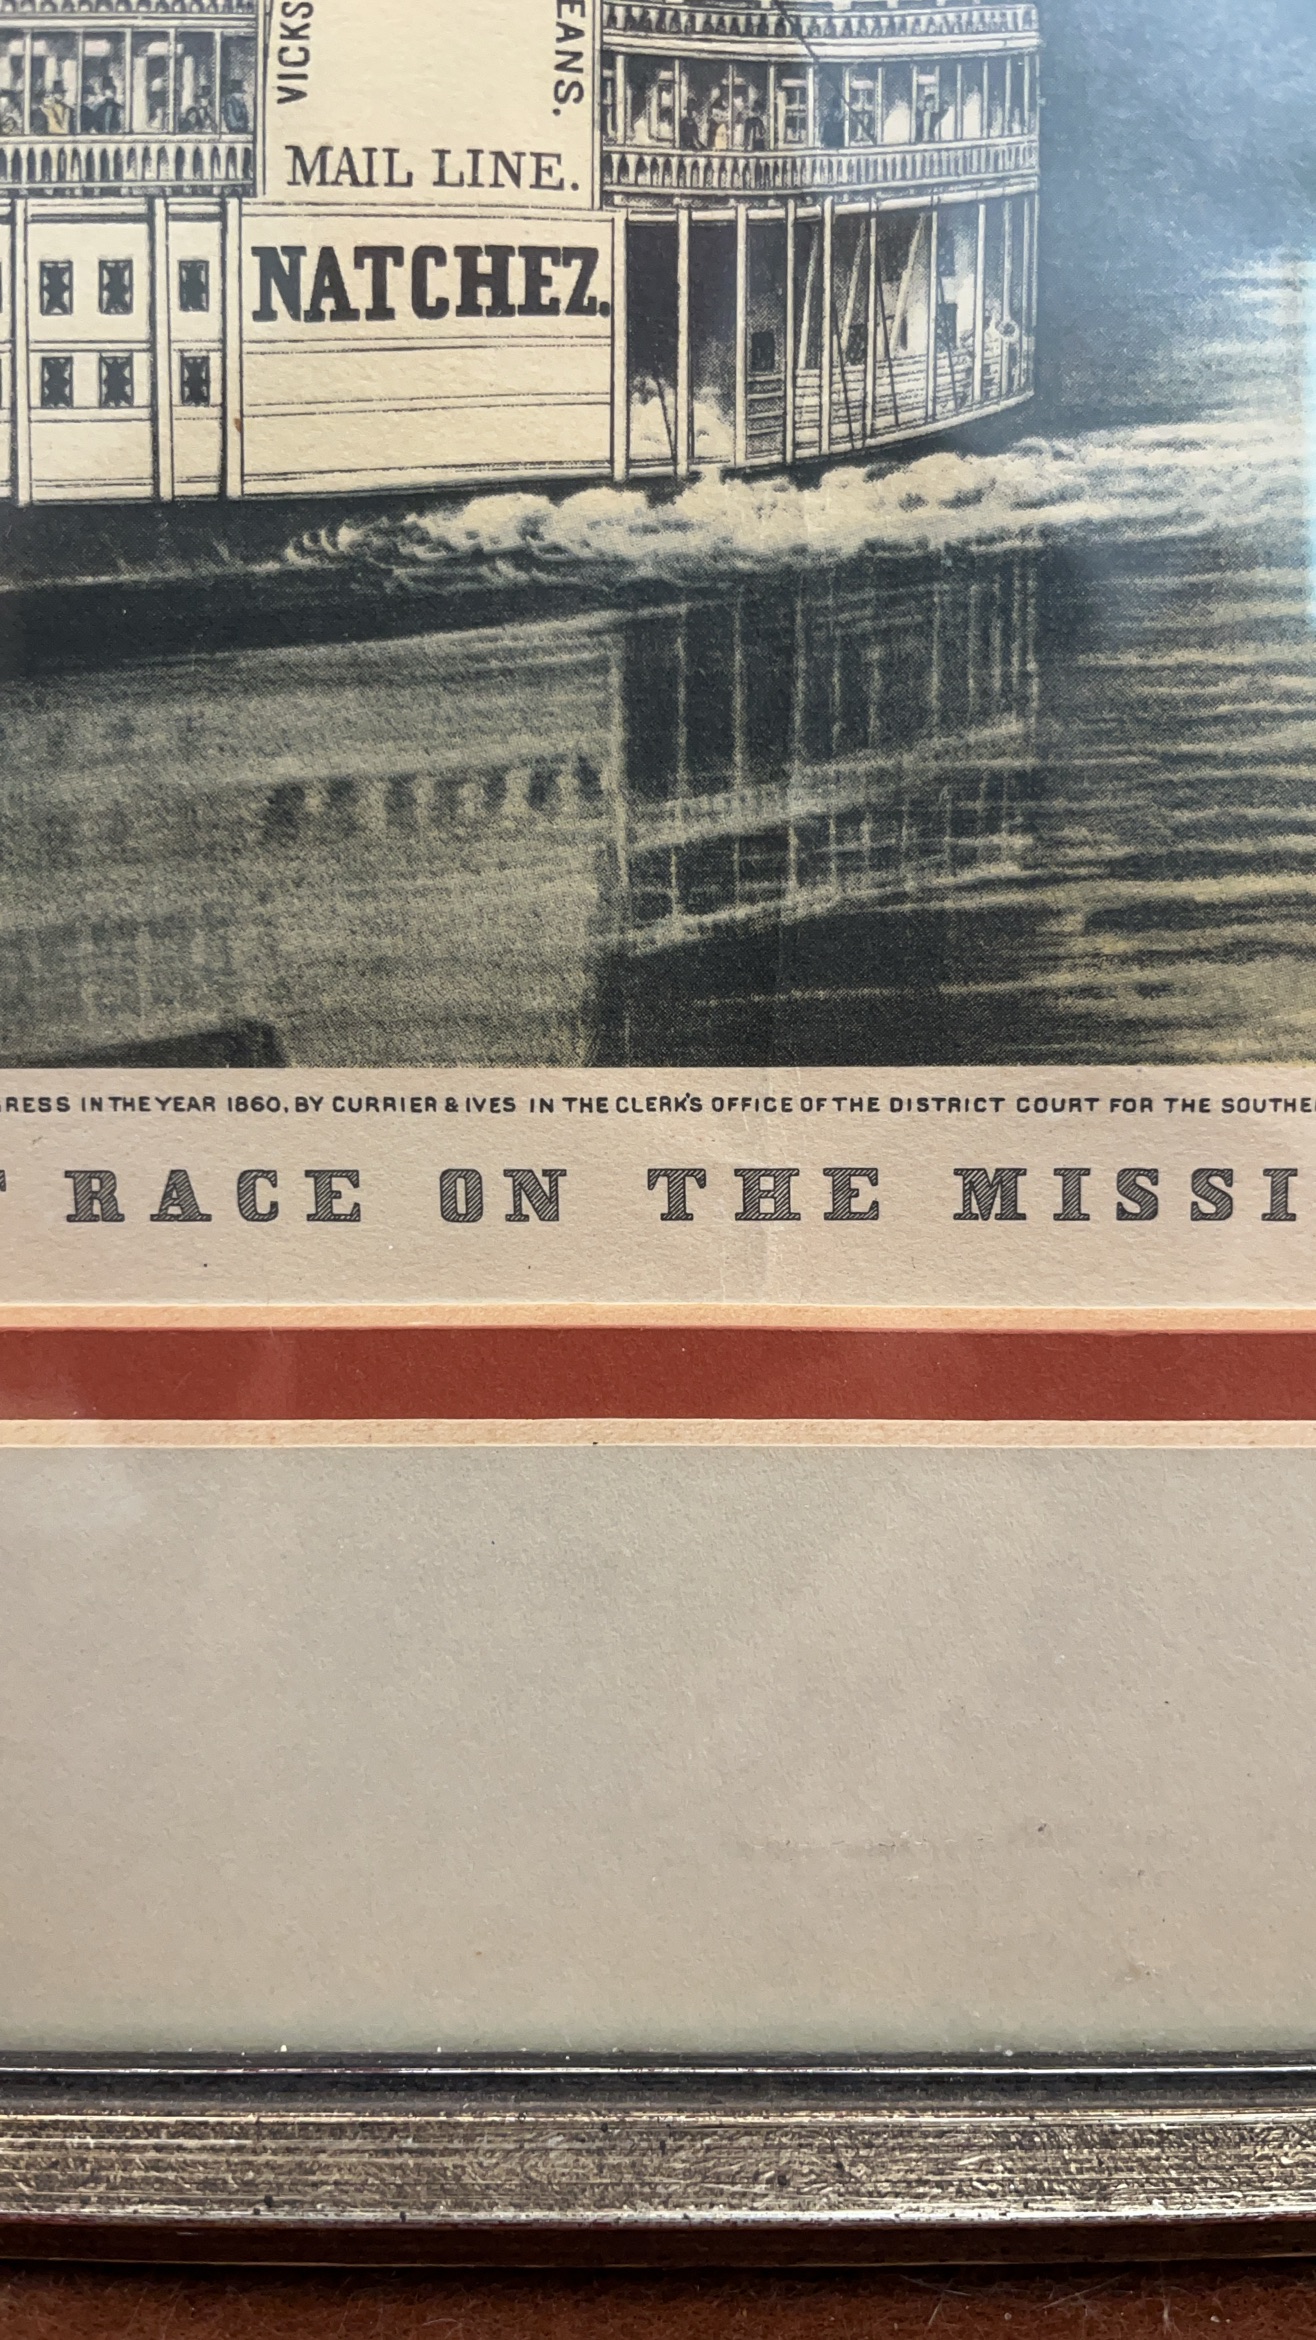 VICKS
EANS.
MAIL LINE.
NATCHEZ.
RESS IN THE YEAR 1860, BY CURRIER & IVES IN THE CLERK'S OFFICE OF THE DISTRICT COURT FOR THE SOUTHE
RACE ON THE MISSI